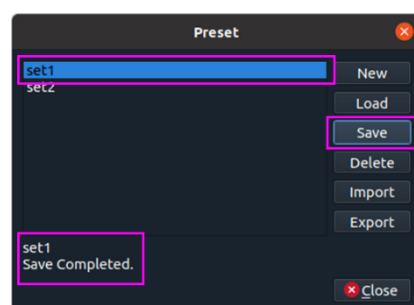 Preset
set1
set2
New
Load
Save
Delete
Import
Export
set1
Save Completed.
Close